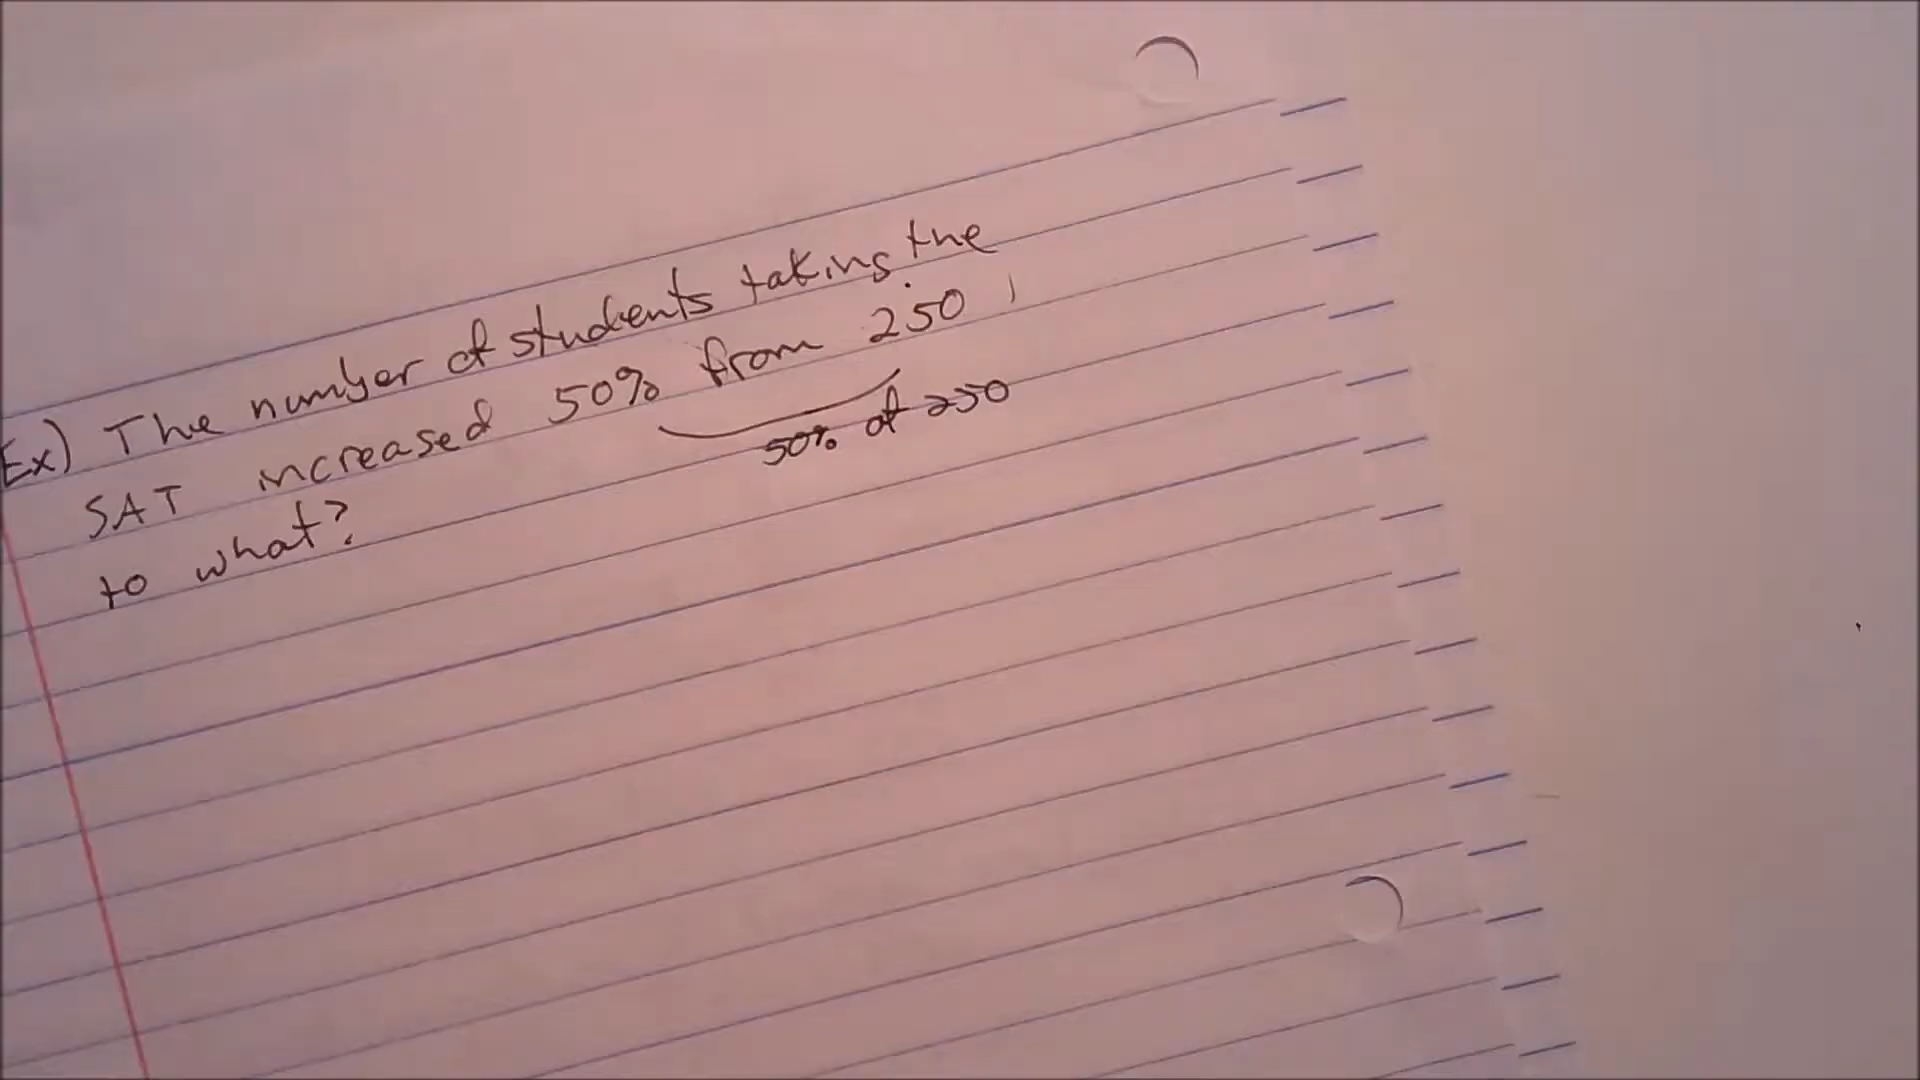 Ex) The number of students taking the
SAT increased 50% from 250
50% of 250
to what?